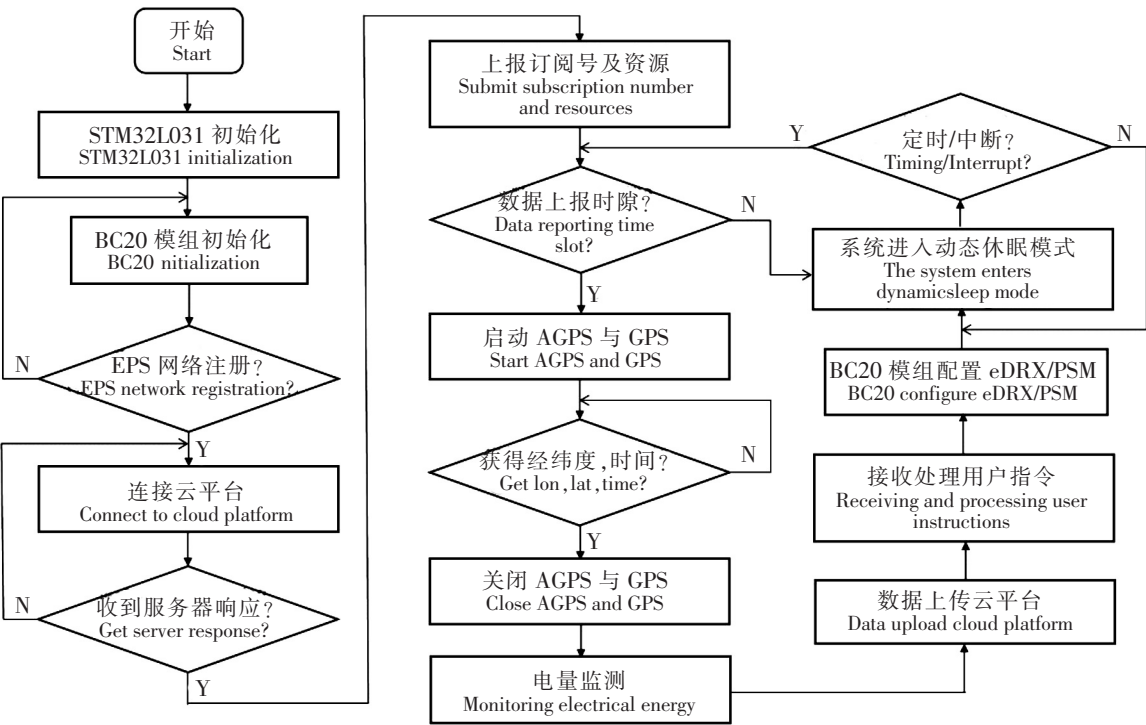 开始
Start
STM32L031 初始化
STM32L031 initialization
BC20 模组初始化
BC20 nitialization
N
EPS 网络注册？
EPS network registration?
Y
连接云平台
Connect to cloud platform
N
收到服务器响应？
Get server response?
Y
上报订阅号及资源
Submit subscription number
and resources
数据上报时隙？
Data reporting time
slot?
N
Y
启动 AGPS 与 GPS
Start AGPS and GPS
获得经纬度,时间？
Get lon,lat,time?
N
Y
关闭 AGPS 与 GPS
Close AGPS and GPS
电量监测
Monitoring electrical energy
Y
定时/中断？
Timing/Interrupt?
N
系统进入动态休眠模式
The system enters
dynamicsleep mode
BC20 模组配置 eDRX/PSM
BC20 configure eDRX/PSM
接收处理用户指令
Receiving and processing user
instructions
数据上传云平台
Data upload cloud platform